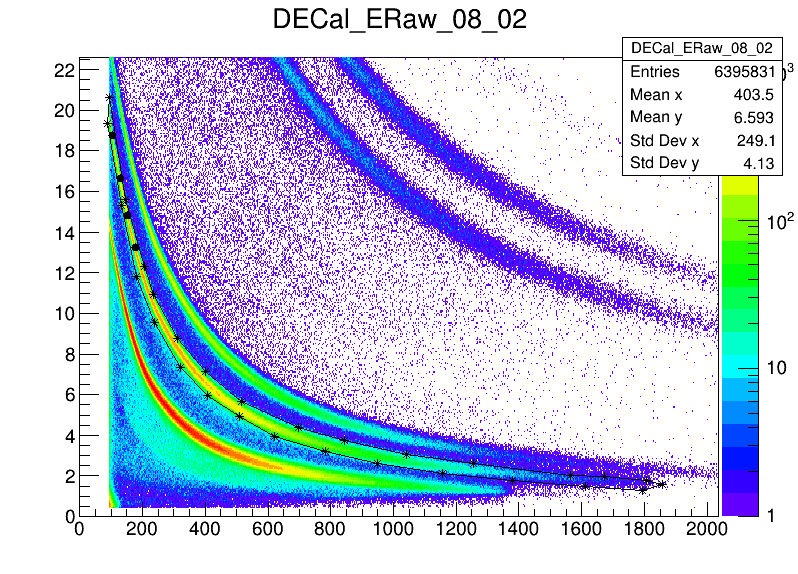 DECal_ERaw_08_02
DECal_ERaw_08_02
Entries 6395831
Mean x 403.5
Mean y 6.593
Std Dev x 249.1
Std Dev y 4.13
22
20
18
16
14
12
10
8
6
4
2
0
0 200 400 600 800 1000 1200 1400 1600 1800 2000
3
10²
10
1